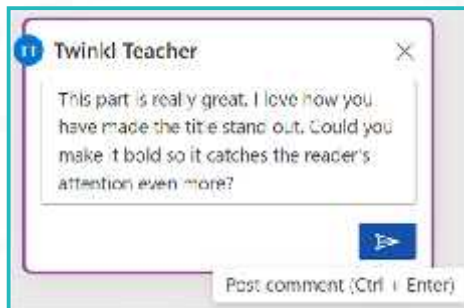 TT Twinkl Teacher
This part is really great. I love how you
have made the title stand out. Could you
make it bold so it catches the reader's
attention even more?
Post comment (Ctrl + Enter)